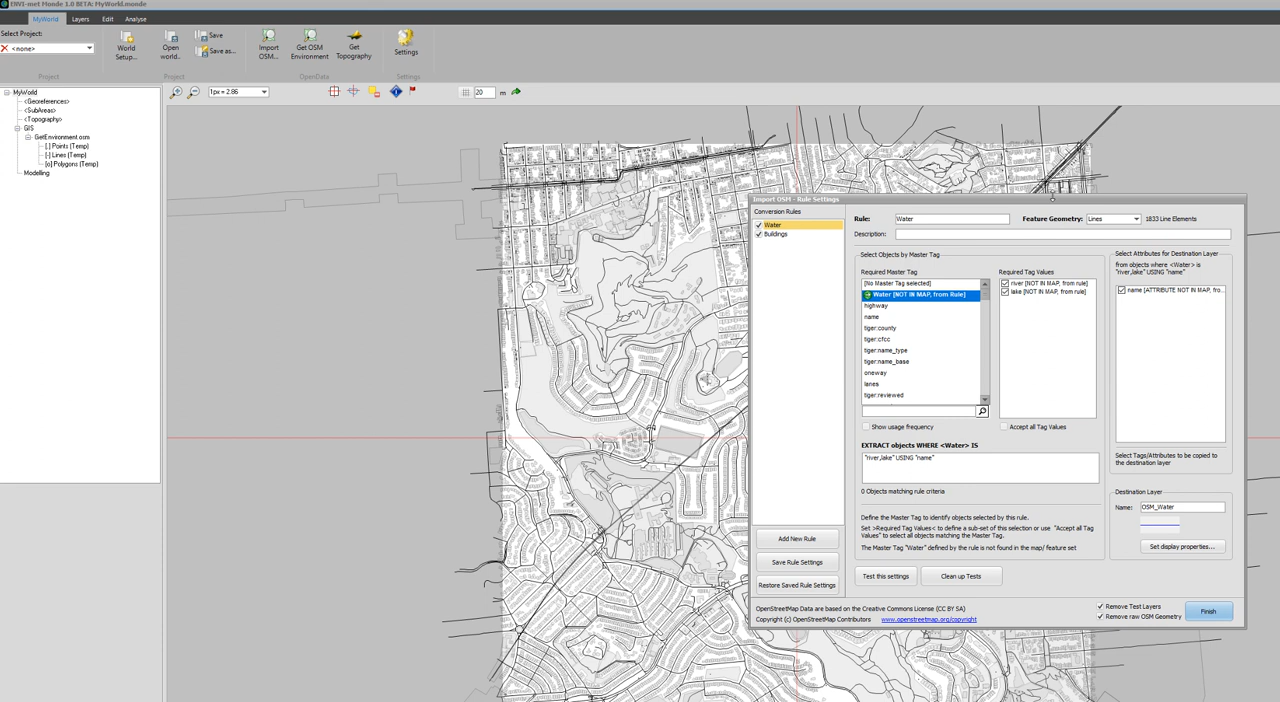 ENVI-met Monde 1.0 BETA: MyWorld.monde
MyWorld Layers Edit Analyse
Select Project:
<none>
World Setup...
Open world..
Save
Save as...
Import OSM...
Get OSM Environment
Get Topography
Settings
Project
Project
OpenData
Settings
1px = 2.86
20 m
MyWorld
<Georeferences>
<SubAreas>
<Topography>
GIS
GetEnvironment.osm
[.] Points (Temp)
[-] Lines (Temp)
[o] Polygons (Temp)
Modelling
Import OSM - Rule Settings
Conversion Rules
Water
Buildings
Add New Rule
Save Rule Settings
Restore Saved Rule Settings
Rule: Water
Feature Geometry: Lines 1833 Line Elements
Description:
Select Objects by Master Tag
Required Master Tag
[No Master Tag selected]
Water [NOT IN MAP, from Rule]
highway
name
tiger:county
tiger:cfcc
tiger:name_type
tiger:name_base
oneway
lanes
tiger:reviewed
Show usage frequency
Required Tag Values
river [NOT IN MAP, from rule]
lake [NOT IN MAP, from rule]
Accept all Tag Values
EXTRACT objects WHERE <Water> IS
"river,lake" USING "name"
0 Objects matching rule criteria
Define the Master Tag to identify objects selected by this rule.
Set >Required Tag Values< to define a sub-set of this selection or use "Accept all Tag
Values" to select all objects matching the Master Tag.
The Master Tag "Water" defined by the rule is not found in the map/ feature set
Test this settings
Clean up Tests
Select Attributes for Destination Layer
from objects where <Water> is
"river,lake" USING "name"
name [ATTRIBUTE NOT IN MAP, fro...
Select Tags/Attributes to be copied to
the destination layer
Destination Layer
Name: OSM_Water
Set display properties...
OpenStreetMap Data are based on the Creative Commons License (CC BY SA)
Copyright (c) OpenStreetMap Contributors www.openstreetmap.org/copyright
Remove Test Layers
Remove raw OSM Geometry
Finish